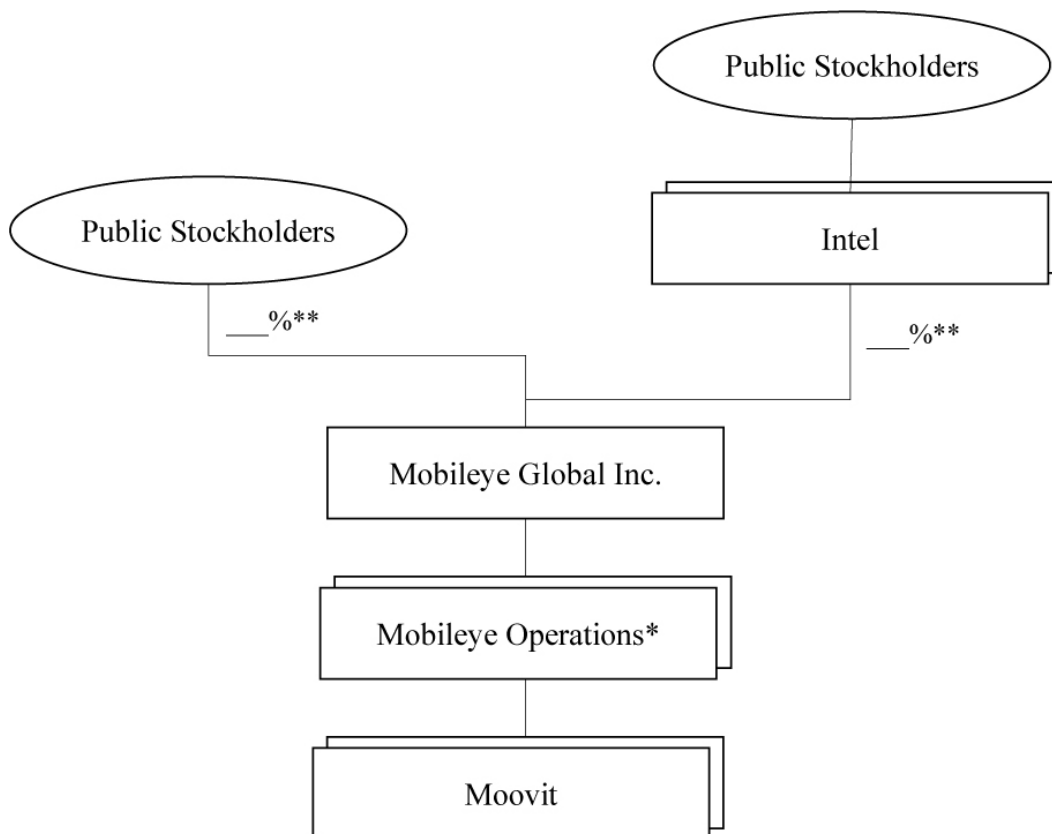 Public Stockholders
Public Stockholders
Intel
___%**
___%**
Mobileye Global Inc.
Mobileye Operations*
Moovit